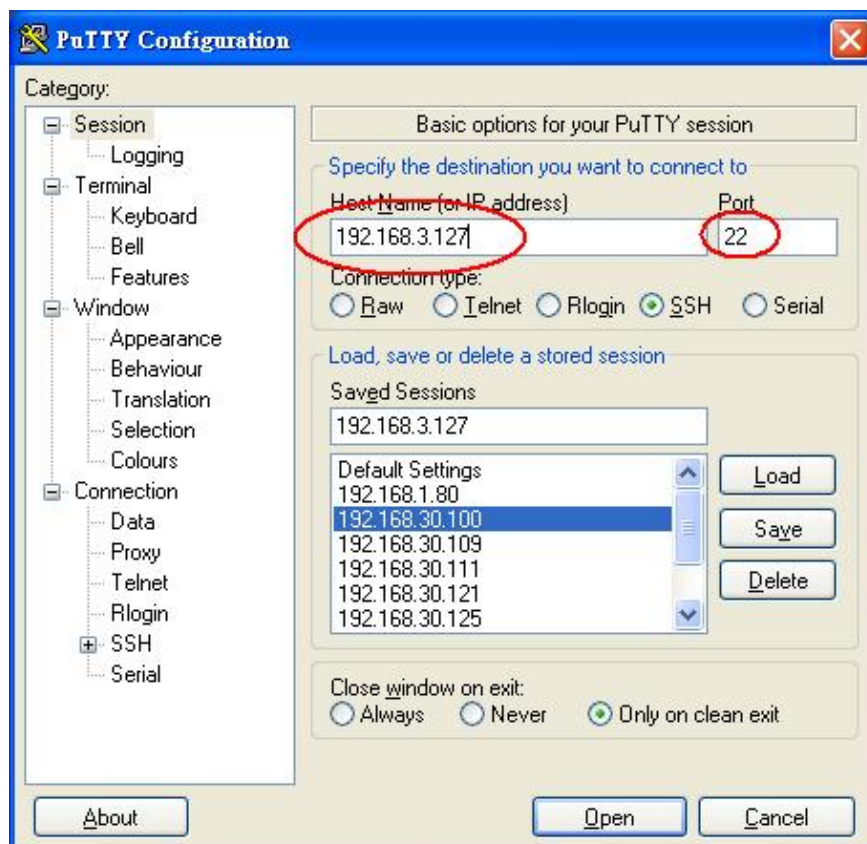 PuTTY Configuration
Category:
Session
Logging
Terminal
Keyboard
Bell
Features
Window
Appearance
Behaviour
Translation
Selection
Colours
Connection
Data
Proxy
Telnet
Rlogin
SSH
Serial
Basic options for your PuTTY session
Specify the destination you want to connect to
Host Name (or IP address) Port
192.168.3.127 22
Connection type:
Raw Telnet Rlogin SSH Serial
Load, save or delete a stored session
Saved Sessions
192.168.3.127
Default Settings
192.168.1.80
192.168.30.100
192.168.30.109
192.168.30.111
192.168.30.121
192.168.30.125
Load
Save
Delete
Close window on exit:
Always Never Only on clean exit
About Open Cancel